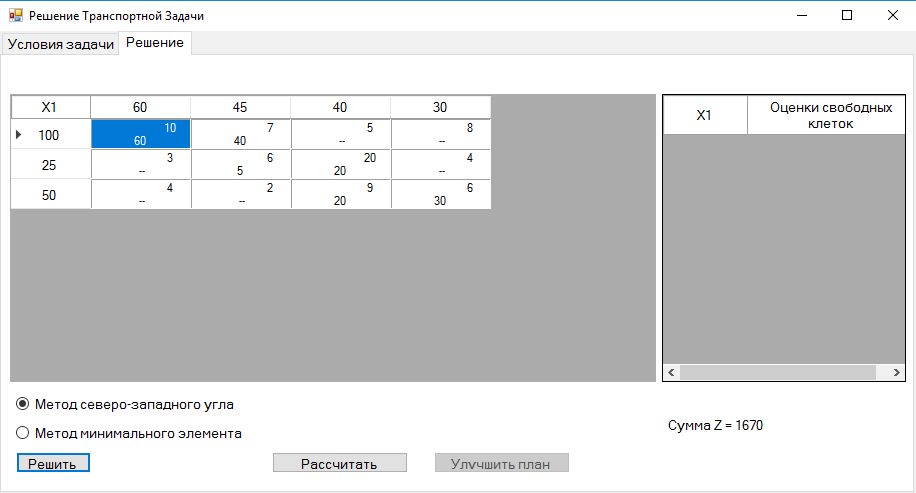 Решение Транспортной Задачи
Условия задачи Решение
X1 60 45 40 30
100 10 7 5 8
60 40 -- --
25 3 6 20 4
-- 5 20 --
50 4 2 9 6
-- -- 20 30
X1 Оценки свободных
клеток
Метод северо-западного угла
Метод минимального элемента
Сумма Z = 1670
Решить Рассчитать Улучшить план